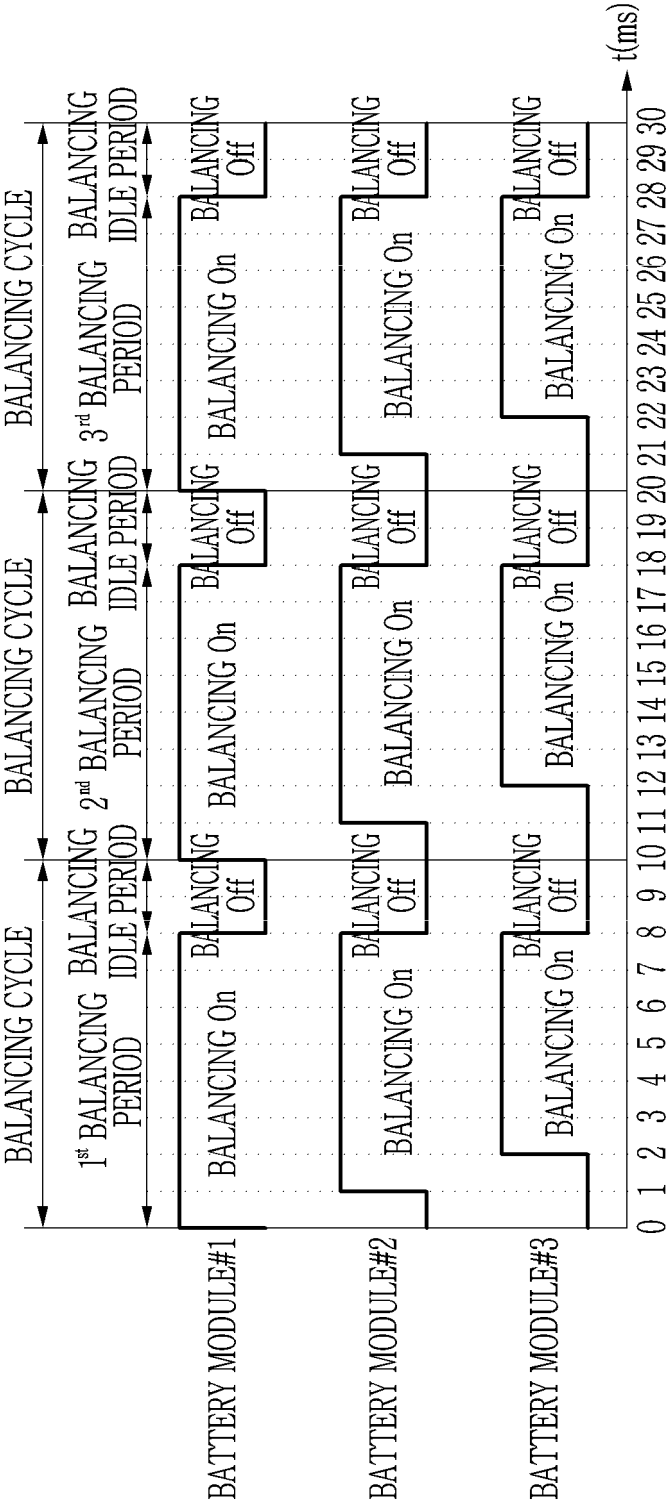 BALANCING CYCLE
BALANCING CYCLE
BALANCING CYCLE
1st BALANCING
PERIOD
BALANCING
IDLE PERIOD
2nd BALANCING
PERIOD
BALANCING
IDLE PERIOD
3rd BALANCING
PERIOD
BALANCING
IDLE PERIOD
BATTERY MODULE#1
BALANCING On
BALANCING
Off
BALANCING On
BALANCING
Off
BALANCING On
BALANCING
Off
BATTERY MODULE#2
BALANCING On
BALANCING
Off
BALANCING On
BALANCING
Off
BALANCING On
BALANCING
Off
BATTERY MODULE#3
BALANCING On
BALANCING
Off
BALANCING On
BALANCING
Off
BALANCING On
BALANCING
Off
t(ms)
0 1 2 3 4 5 6 7 8 9 10 11 12 13 14 15 16 17 18 19 20 21 22 23 24 25 26 27 28 29 30